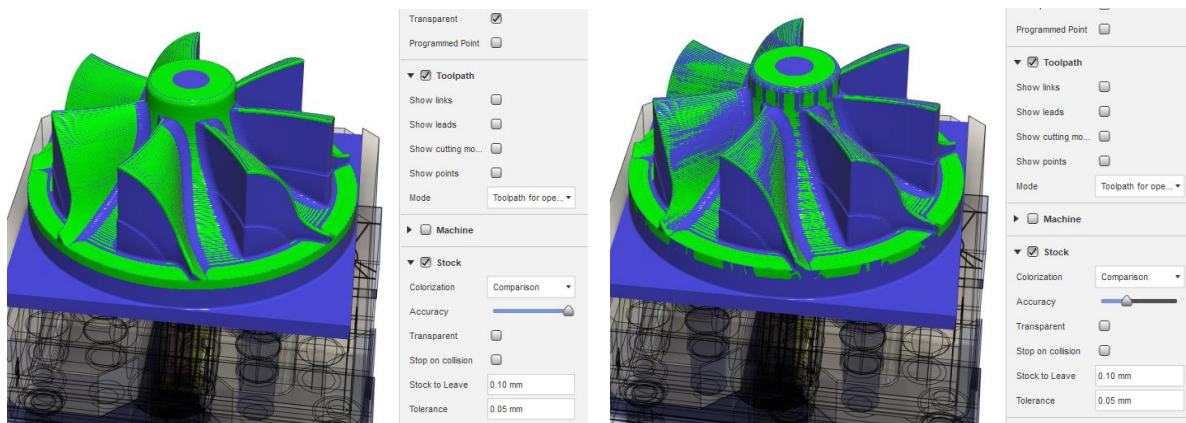 Transparent
Programmed Point
Toolpath
Show links
Show leads
Show cutting mo...
Show points
Mode Toolpath for ope...
Machine
Stock
Colorization Comparison
Accuracy
Transparent
Stop on collision
Stock to Leave 0.10 mm
Tolerance 0.05 mm
Programmed Point
Toolpath
Show links
Show leads
Show cutting mo...
Show points
Mode Toolpath for ope...
Machine
Stock
Colorization Comparison
Accuracy
Transparent
Stop on collision
Stock to Leave 0.10 mm
Tolerance 0.05 mm